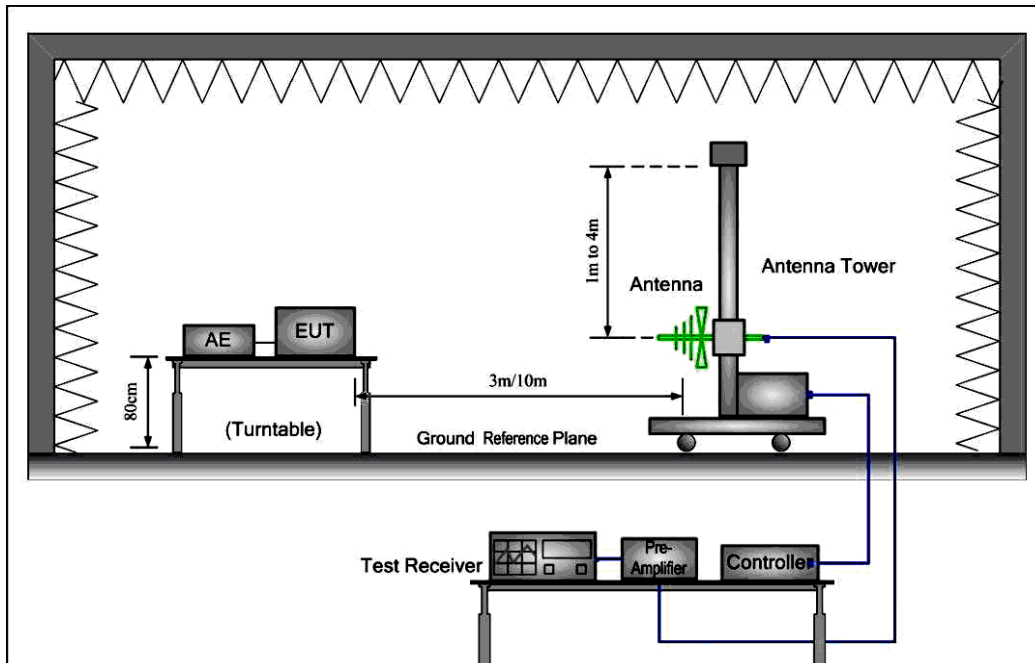 1m to 4m
Antenna Tower
Antenna
AE
EUT
3m/10m
80cm
(Turntable)
Ground Reference Plane
Test Receiver
Pre-
Amplifier
Controller